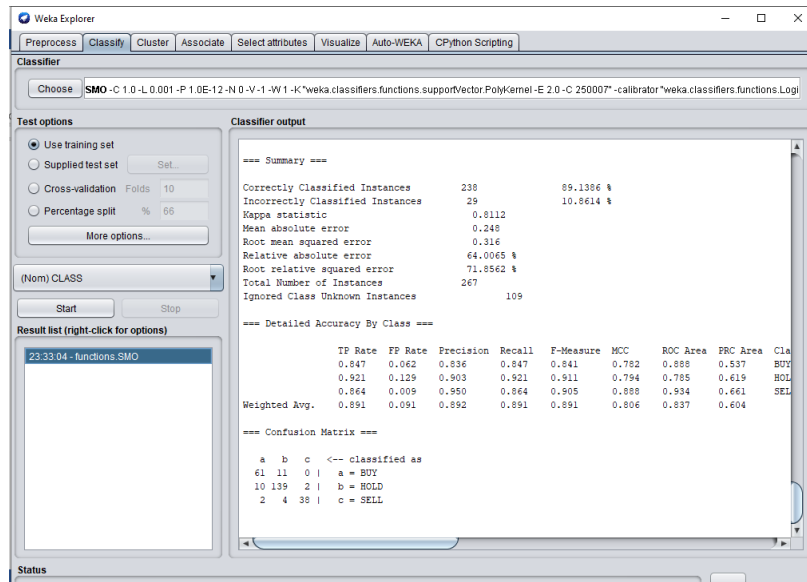 Weka Explorer
Preprocess Classify Cluster Associate Select attributes Visualize Auto-WEKA CPython Scripting
Classifier
Choose SMO -C 1.0 -L 0.001 -P 1.0E-12 -N 0 -V -1 -W 1 -K "weka.classifiers.functions.supportVector.PolyKernel -E 2.0 -C 250007" -calibrator "weka.classifiers.functions.Logi
Test options
Use training set
Supplied test set Set...
Cross-validation Folds 10
Percentage split % 66
More options...
(Nom) CLASS
Start Stop
Result list (right-click for options)
23:33:04 - functions.SMO
Classifier output
=== Summary ===
Correctly Classified Instances 238 89.1386 %
Incorrectly Classified Instances 29 10.8614 %
Kappa statistic 0.8112
Mean absolute error 0.248
Root mean squared error 0.316
Relative absolute error 64.0065 %
Root relative squared error 71.8562 %
Total Number of Instances 267
Ignored Class Unknown Instances 109
=== Detailed Accuracy By Class ===
TP Rate FP Rate Precision Recall F-Measure MCC ROC Area PRC Area Cla
0.847 0.062 0.836 0.847 0.841 0.782 0.888 0.537 BUY
0.921 0.129 0.903 0.921 0.911 0.794 0.785 0.619 HOL
0.864 0.009 0.950 0.864 0.905 0.888 0.934 0.661 SEL
Weighted Avg. 0.891 0.091 0.892 0.891 0.891 0.806 0.837 0.604
=== Confusion Matrix ===
a b c <-- classified as
61 11 0 | a = BUY
10 139 2 | b = HOLD
2 4 38 | c = SELL
Status